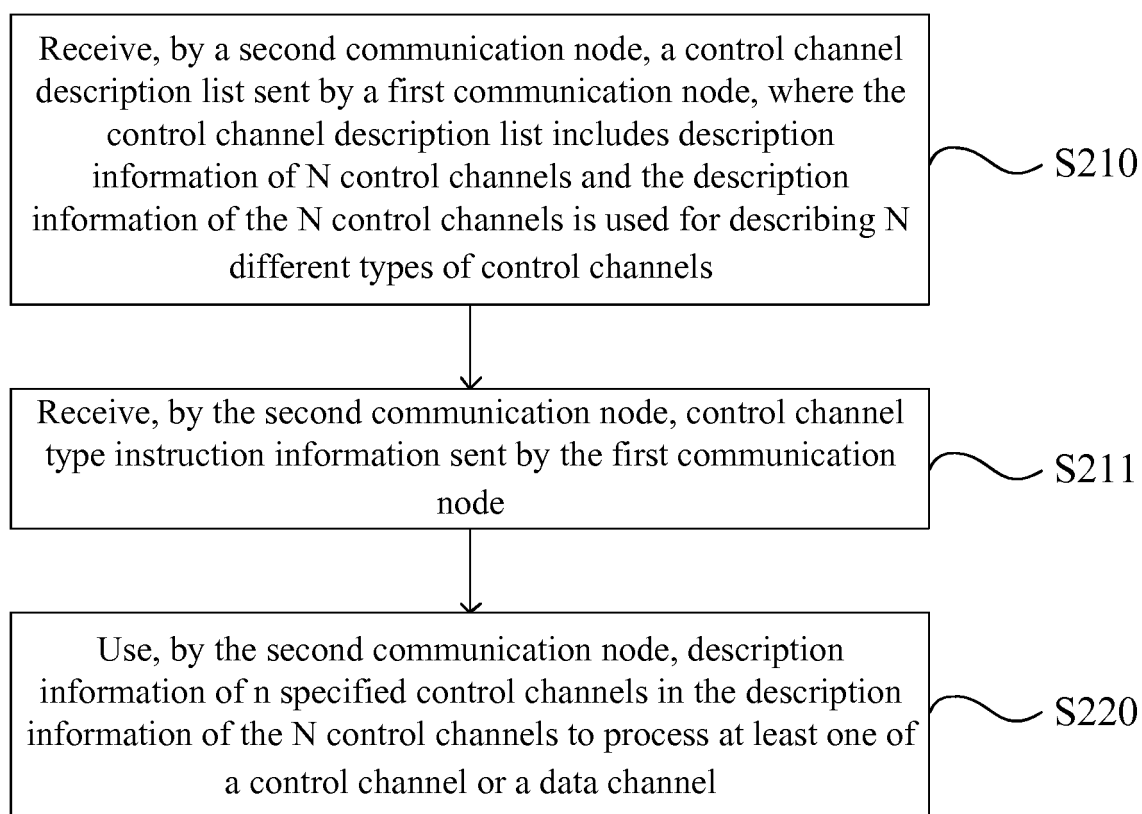 Receive, by a second communication node, a control channel
description list sent by a first communication node, where the
control channel description list includes description
information of N control channels and the description
information of the N control channels is used for describing N
different types of control channels
S210
Receive, by the second communication node, control channel
type instruction information sent by the first communication
node
S211
Use, by the second communication node, description
information of n specified control channels in the description
information of the N control channels to process at least one of
a control channel or a data channel
S220